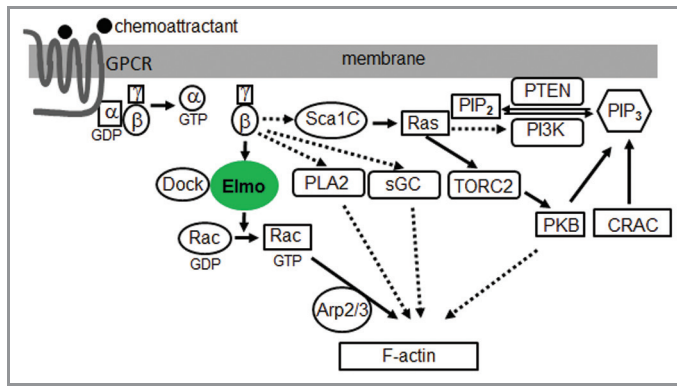 chemoattractant
GPCR
membrane
γ
α
β
GDP
α
GTP
γ
β
Sca1C
Ras
PIP2
PTEN
PI3K
PIP3
Dock
Elmo
PLA2
sGC
TORC2
PKB
CRAC
Rac
GDP
Rac
GTP
Arp2/3
F-actin